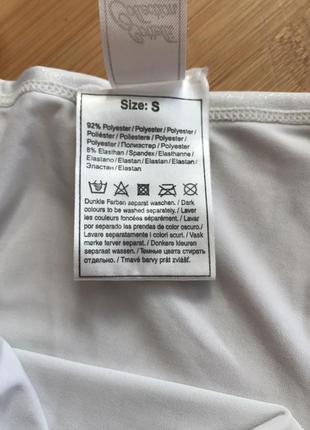 Collection
Size: S
92% Polyester / Polyester / Polyester /
Poliéster / Poliestere / Polyester /
Polyester / Полиэстер / Polyester
8% Elasthan / Spandex / Elasthanne /
Elastano / Elastan / Elastan / Elastan /
Эластан / Elastan
Dunkle Farben separat waschen. / Dark
colours to be washed separately. / Laver
les couleurs foncées séparément. / Lavar
por separado las prendas de color oscuro. /
Lavare separatamente i colori scuri. / Vask
mørke farver separat. / Donkere kleuren
separaat wassen. / Темные цвета стирать
отдельно. / Tmavé barvy prát zvlášť.